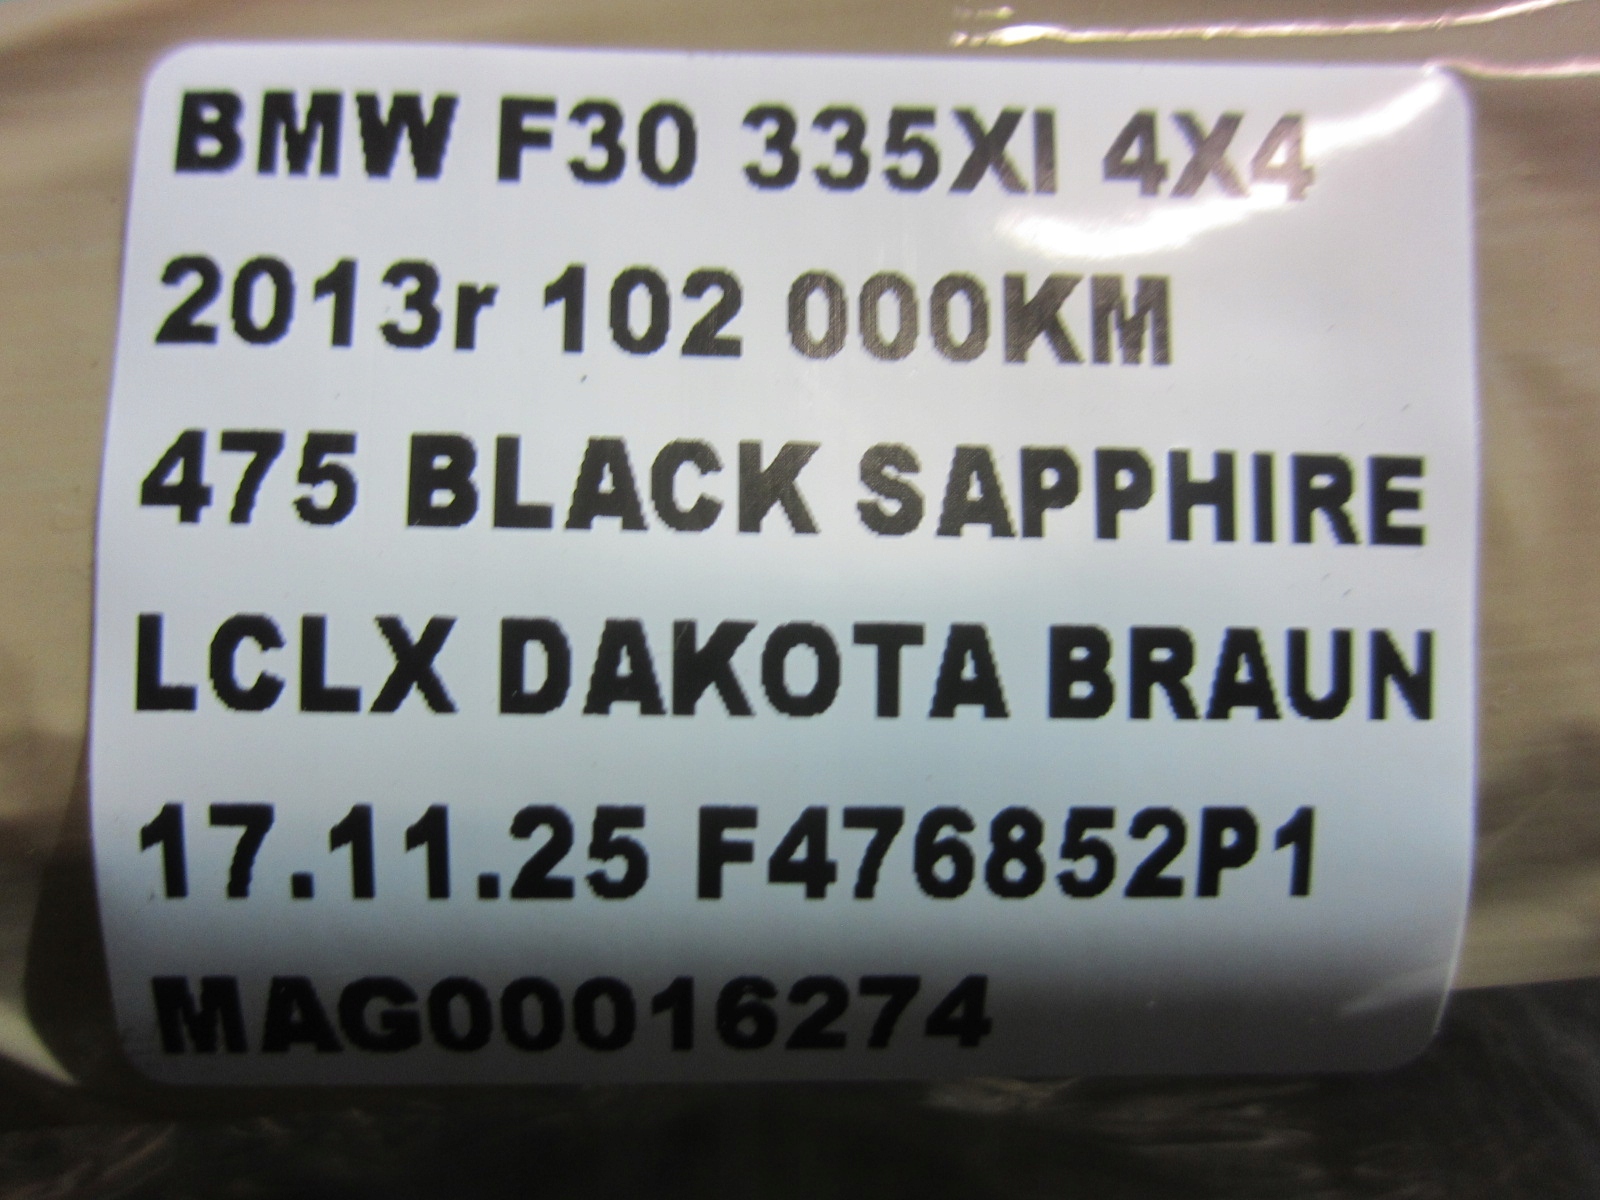 BMW F30 335XI 4X4
2013r 102 000KM
475 BLACK SAPPHIRE
LCLX DAKOTA BRAUN
17.11.25 F476852P1
MAG00016274